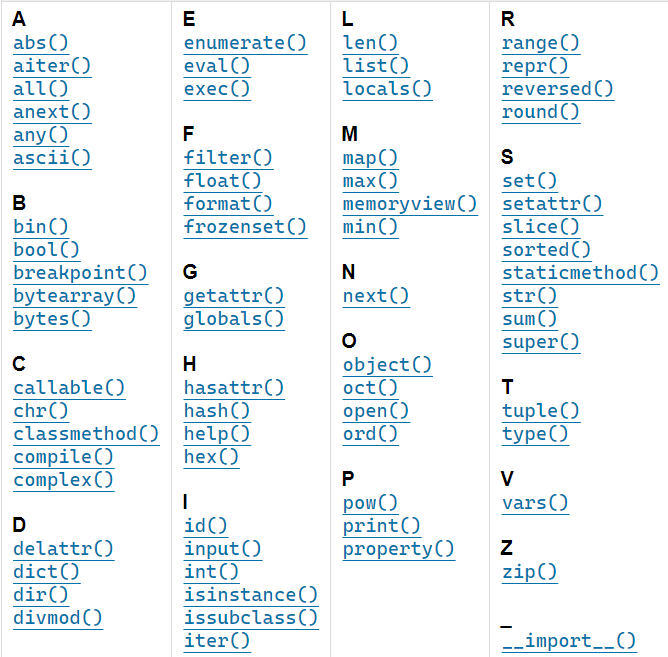 A
abs()
aiter()
all()
anext()
any()
ascii()
B
bin()
bool()
breakpoint()
bytearray()
bytes()
C
callable()
chr()
classmethod()
compile()
complex()
D
delattr()
dict()
dir()
divmod()
E
enumerate()
eval()
exec()
F
filter()
float()
format()
frozenset()
G
getattr()
globals()
H
hasattr()
hash()
help()
hex()
I
id()
input()
int()
isinstance()
issubclass()
iter()
L
len()
list()
locals()
M
map()
max()
memoryview()
min()
N
next()
O
object()
oct()
open()
ord()
P
pow()
print()
property()
R
range()
repr()
reversed()
round()
S
set()
setattr()
slice()
sorted()
staticmethod()
str()
sum()
super()
T
tuple()
type()
V
vars()
Z
zip()
_
__import__()